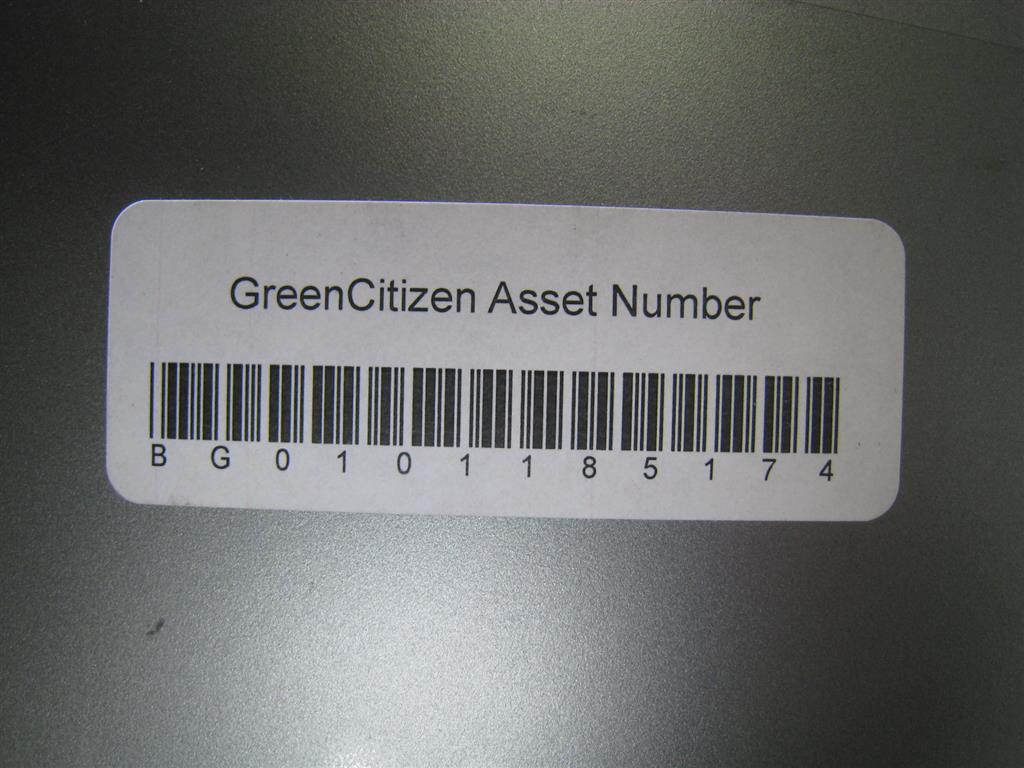 GreenCitizen Asset Number
B G 0 1 0 1 1 8 5 1 7 4